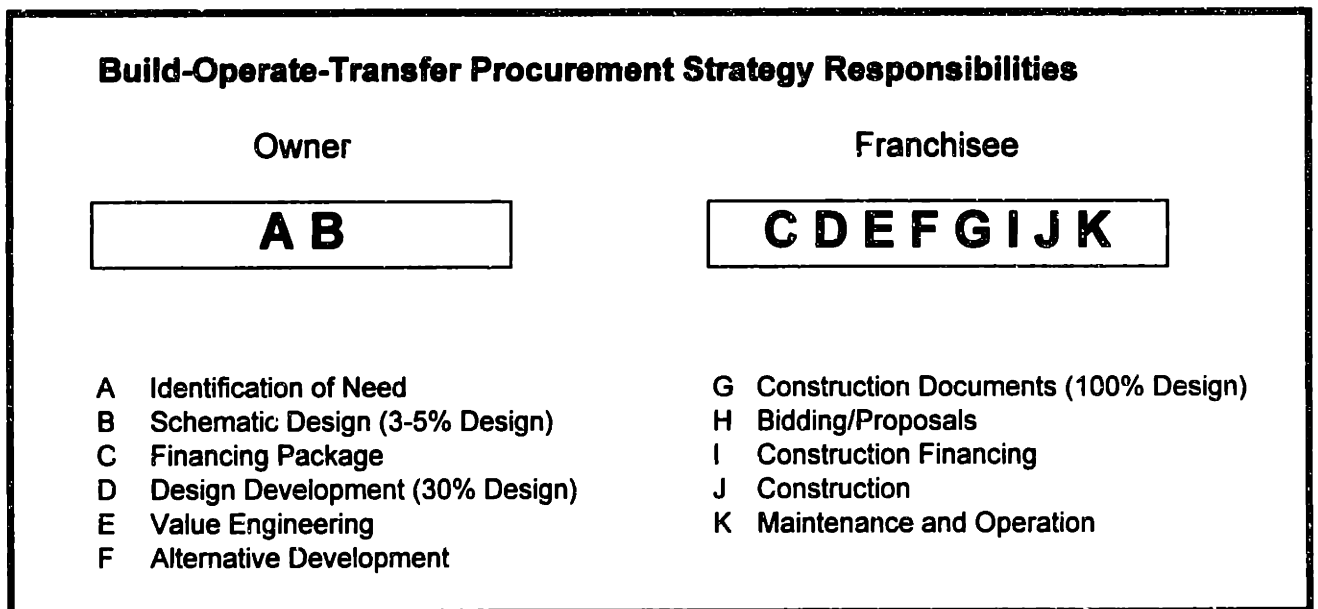 Build-Operate-Transfer Procurement Strategy Responsibilities
Owner
Franchisee
A B
C D E F G I J K
A Identification of Need
B Schematic Design (3-5% Design)
C Financing Package
D Design Development (30% Design)
E Value Engineering
F Alternative Development
G Construction Documents (100% Design)
H Bidding/Proposals
I Construction Financing
J Construction
K Maintenance and Operation